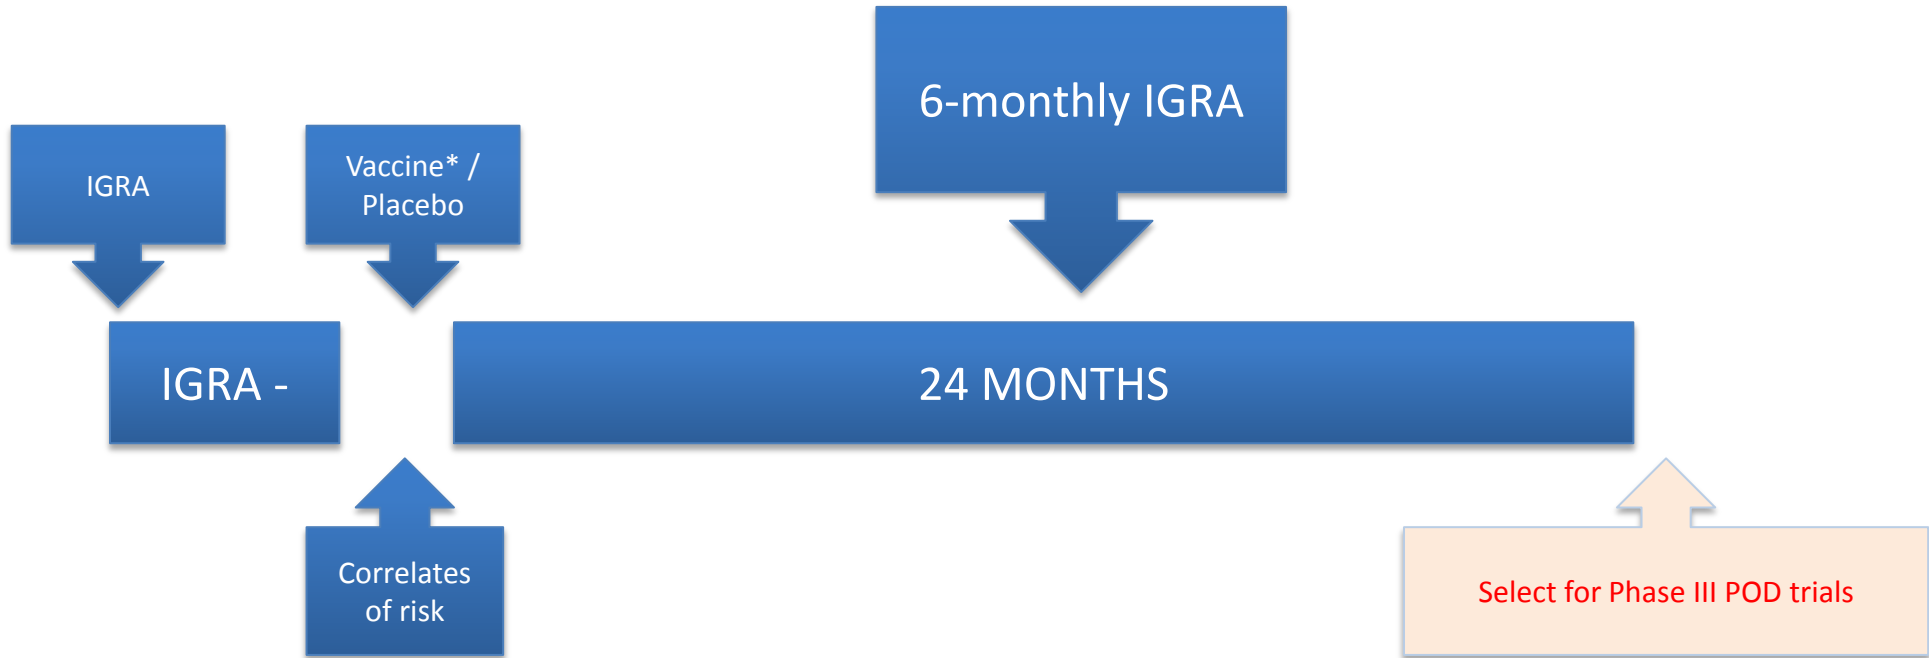 6-monthly IGRA
IGRA
Vaccine* /
Placebo
IGRA -
24 MONTHS
Correlates
of risk
Select for Phase III POD trials